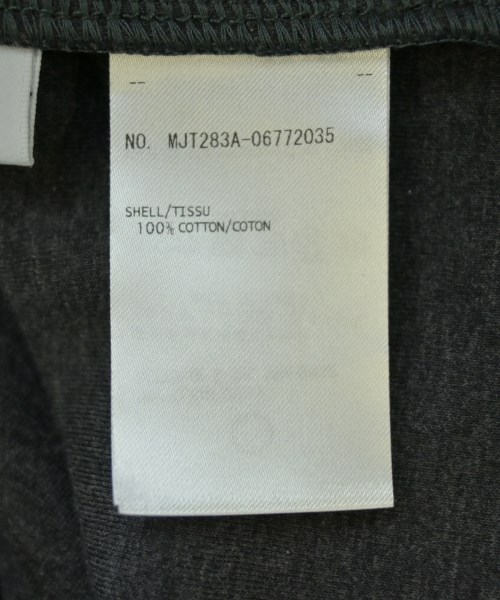 -- --
NO. MJT283A-06772035
SHELL/TISSU
100% COTTON/COTON